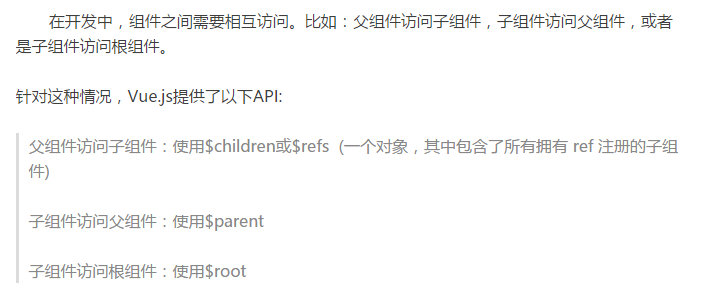 在开发中，组件之间需要相互访问。比如：父组件访问子组件，子组件访问父组件，或者
是子组件访问根组件。
针对这种情况，Vue.js提供了以下API:
父组件访问子组件：使用$children或$refs (一个对象，其中包含了所有拥有 ref 注册的子组
件)
子组件访问父组件：使用$parent
子组件访问根组件：使用$root